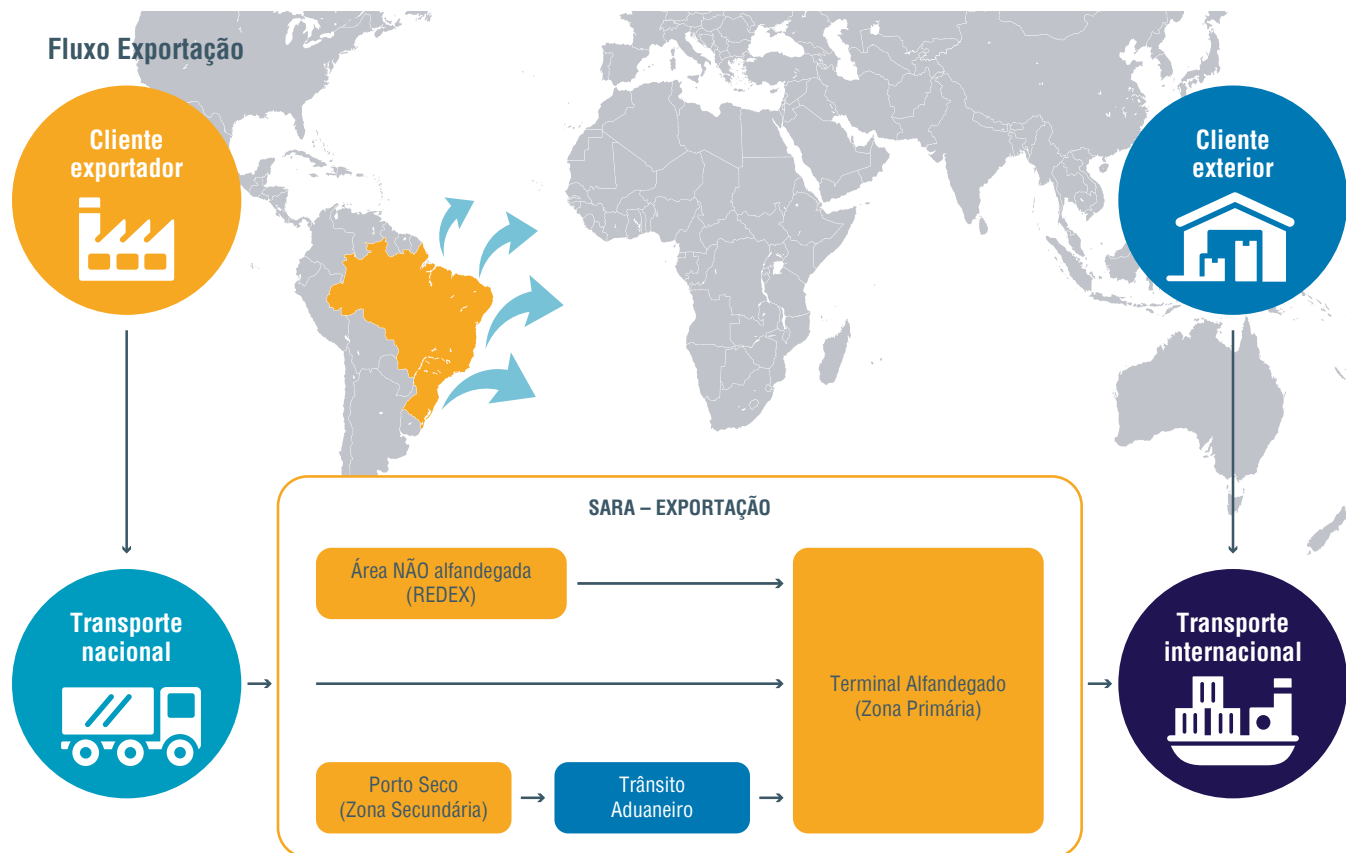 Fluxo Exportação
Cliente
exportador
Cliente
exterior
SARA – EXPORTAÇÃO
Área NÃO alfandegada
(REDEX)
Transporte
nacional
Terminal Alfandegado
(Zona Primária)
Transporte
internacional
Porto Seco
(Zona Secundária)
Trânsito
Aduaneiro